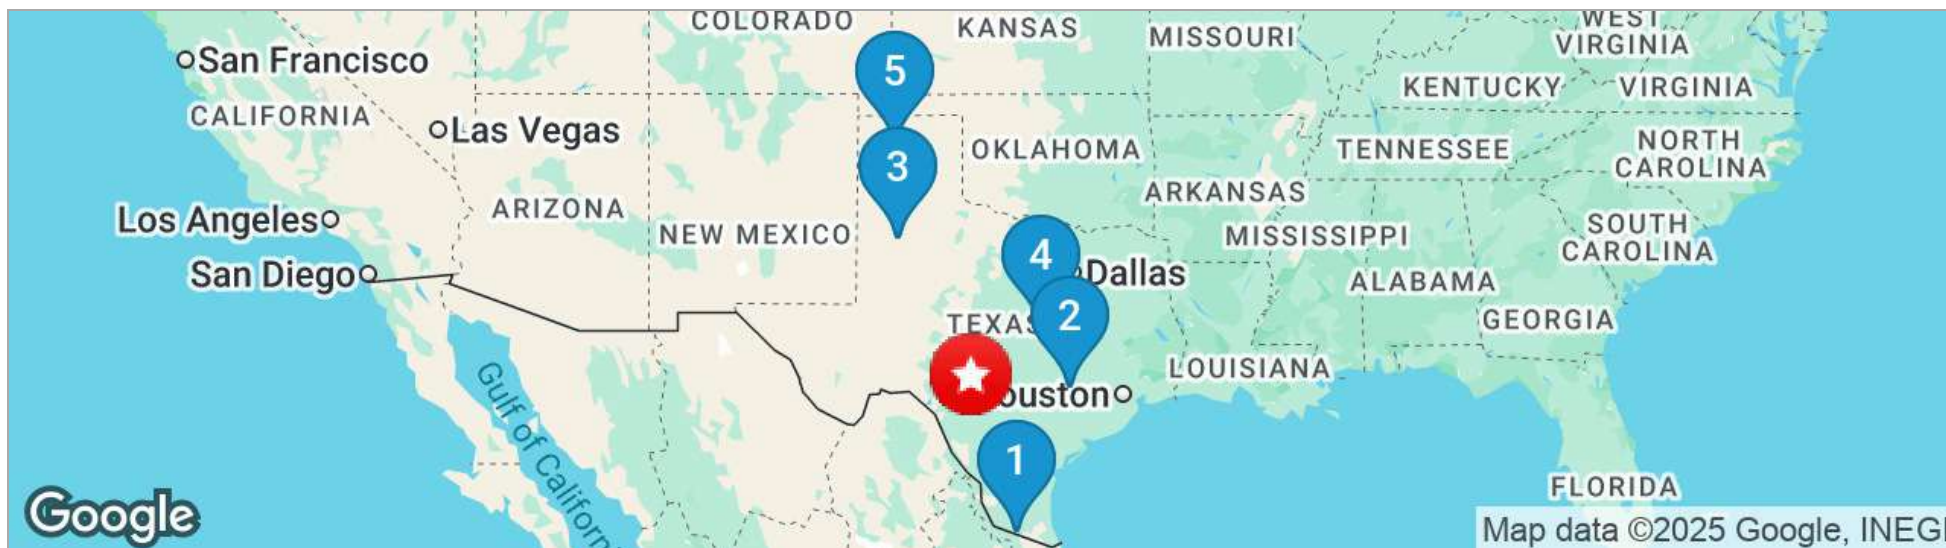 COLORADO
KANSAS
MISSOURI
WEST
VIRGINIA
San Francisco
5
KENTUCKY
VIRGINIA
CALIFORNIA
Las Vegas
OKLAHOMA
TENNESSEE
NORTH
CAROLINA
3
ARKANSAS
Los Angeles
ARIZONA
NEW MEXICO
MISSISSIPPI
SOUTH
CAROLINA
San Diego
4
Dallas
ALABAMA
TEXAS
2
GEORGIA
LOUISIANA
ouston
Gulf of Californi
1
FLORIDA
Google
Map data ©2025 Google, INEGI